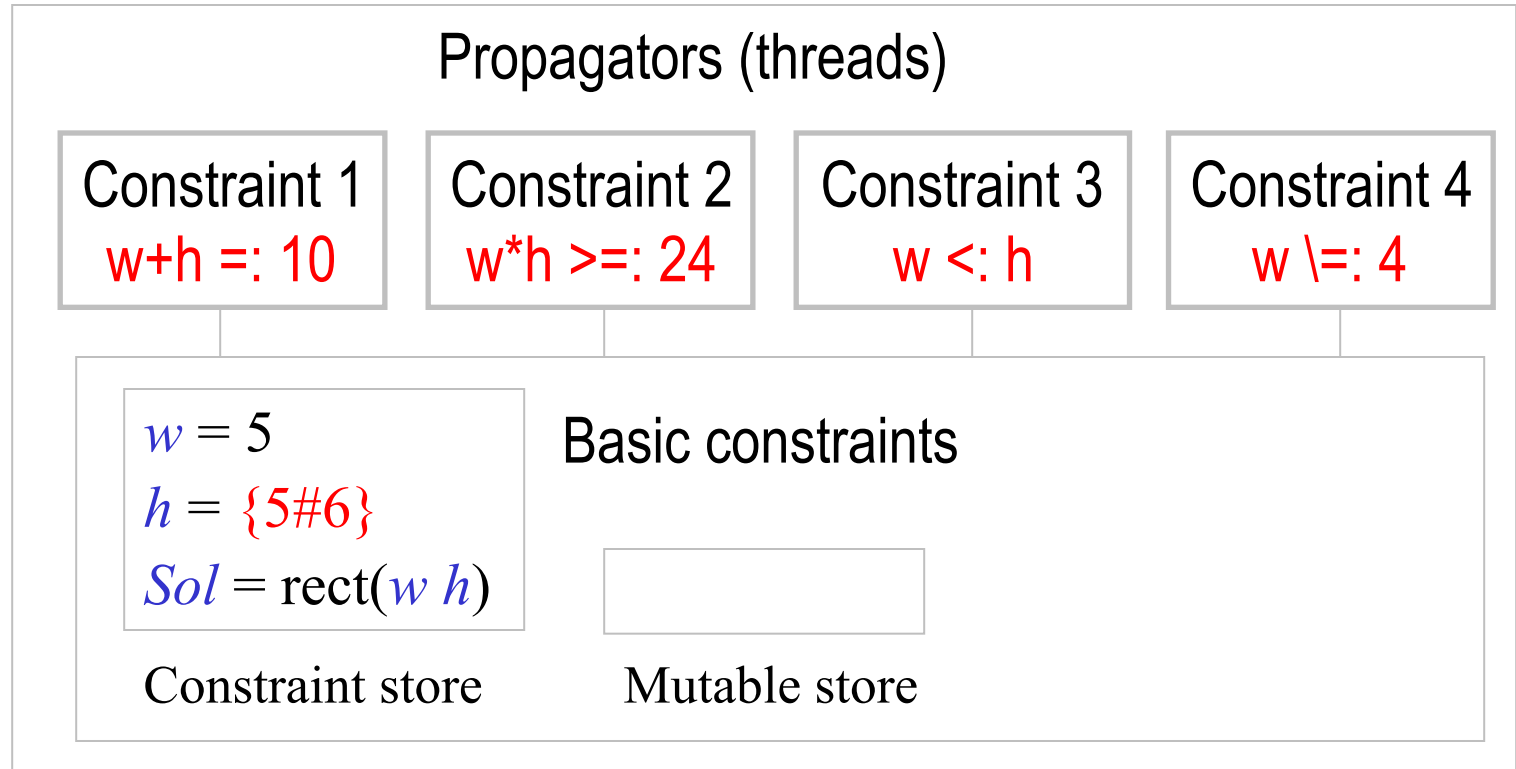 Propagators (threads)
Constraint 1
w+h =: 10
Constraint 2
w*h >=: 24
Constraint 3
w <: h
Constraint 4
w \=: 4
w = 5
h = {5#6}
Sol = rect(w h)
Basic constraints
Constraint store
Mutable store